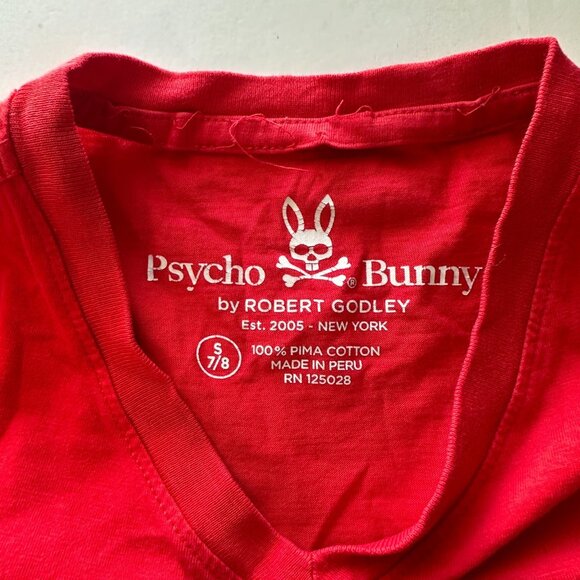 Psycho ® Bunny
by ROBERT GODLEY
Est. 2005 - NEW YORK
S
7/8
100% PIMA COTTON
MADE IN PERU
RN 125028